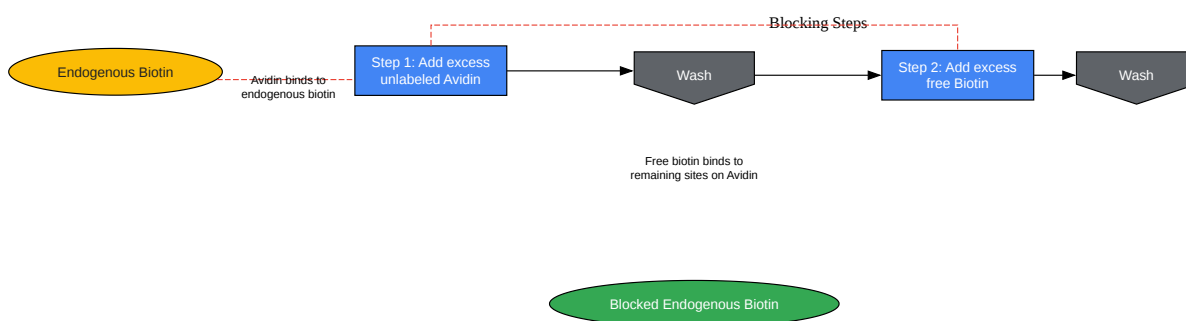 Blocking Steps
Endogenous Biotin
Avidin binds to
endogenous biotin
Step 1: Add excess
unlabeled Avidin
Wash
Step 2: Add excess
free Biotin
Wash
Free biotin binds to
remaining sites on Avidin
Blocked Endogenous Biotin